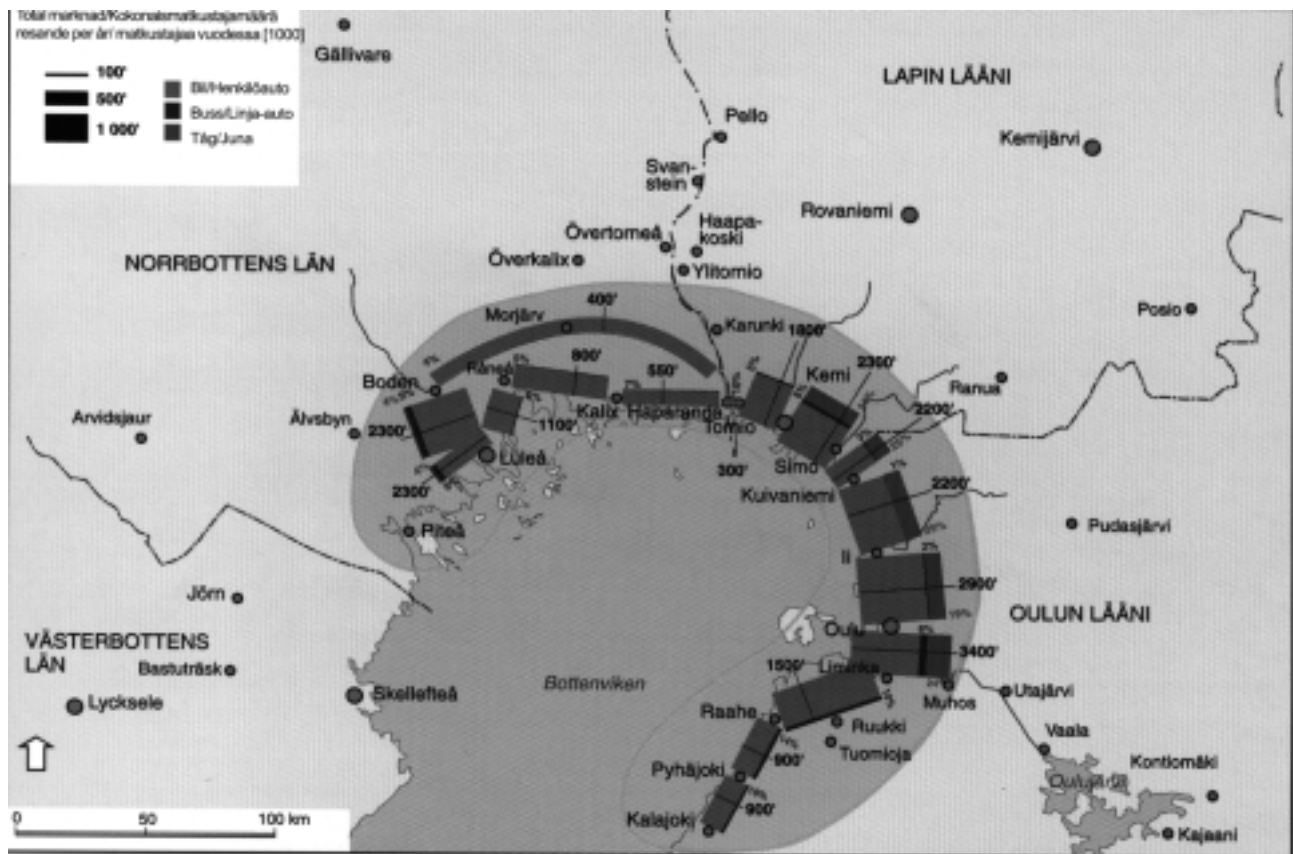 Total marknad/Kokonaismatkustajamäärä
resande per år/ matkustajaa vuodessa [1000]
100'
500'
1 000'
Bil/Henkilöauto
Buss/Linja-auto
Tåg/Juna
Gällivare
LAPIN LÄÄNI
Pello
Kemijärvi
Svan-
stein
Rovaniemi
Haapa-
koski
Övertorneå
Överkalix
Ylitornio
NORRBOTTENS LÄN
400'
Morjärv
Karunki
1800'
Posio
Råneå
800'
550'
Kemi
2300'
Boden
Ranua
Arvidsjaur
Älvsbyn
2300'
1100'
Kalix
Haparanda
Tornio
2200'
Luleå
300'
Simo
2300'
Kuivaniemi
2200'
Piteå
Pudasjärvi
Ii
2900'
Jörn
OULUN LÄÄNI
Oulu
VÄSTERBOTTENS
LÄN
3400'
Bastuträsk
1500'
Liminka
Bottenviken
Muhos
Utajärvi
Lycksele
Skellefteå
Raahe
Ruukki
Vaala
Tuomioja
900'
Pyhäjoki
Kontiomäki
Oulujärvi
900'
Kalajoki
Kajaani
0
50
100 km